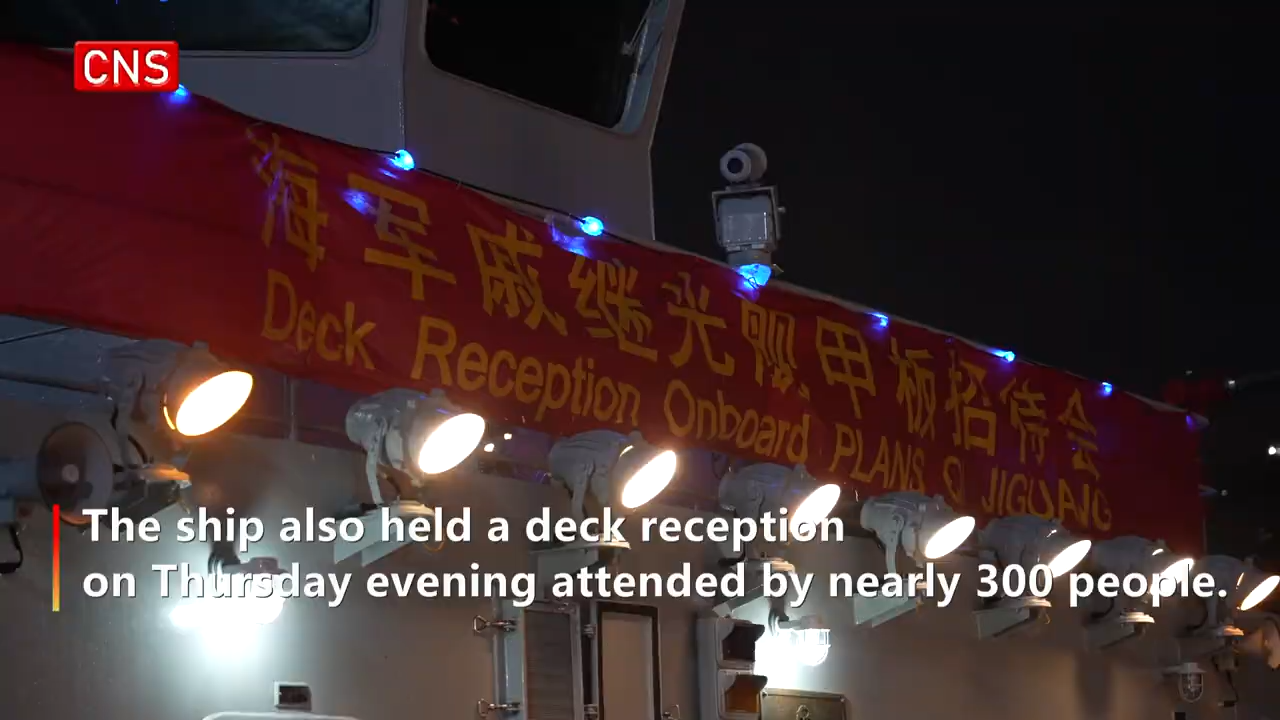 CNS
海军戚继光舰甲板招待会
Deck Reception Onboard PLANS QI JIGUANG
The ship also held a deck reception
on Thursday evening attended by nearly 300 people.